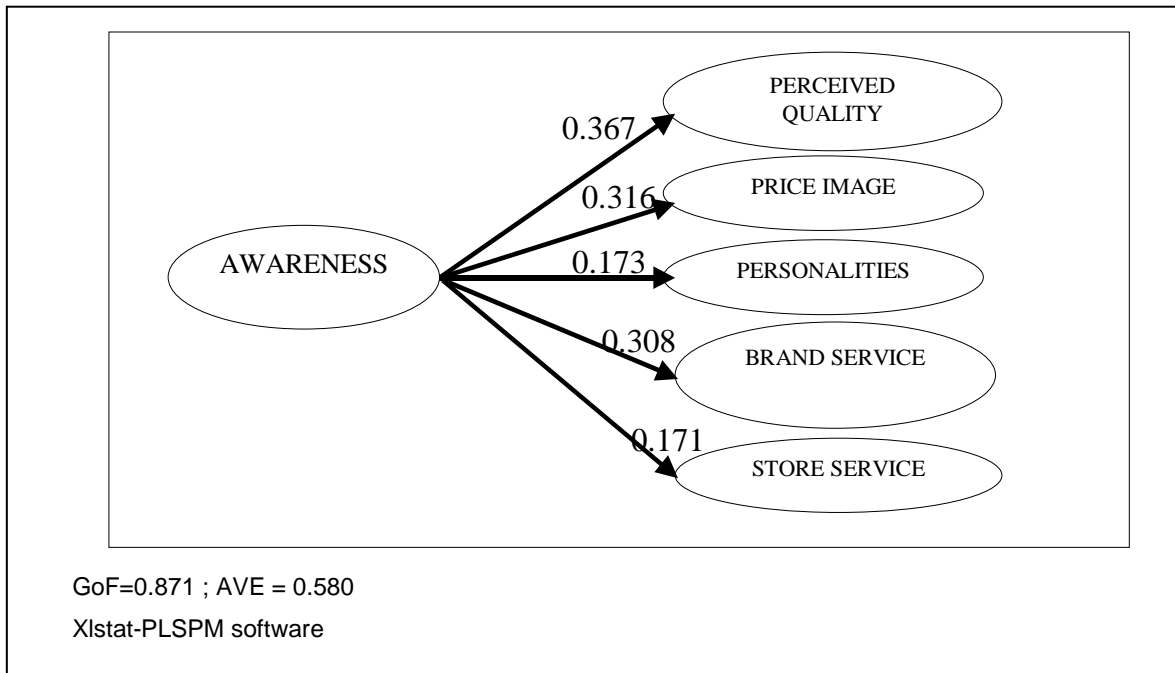 PERCEIVED
QUALITY
0.367
PRICE IMAGE
0.316
AWARENESS
0.173
PERSONALITIES
0.308
BRAND SERVICE
0.171
STORE SERVICE
GoF=0.871 ; AVE = 0.580
Xlstat-PLSPM software